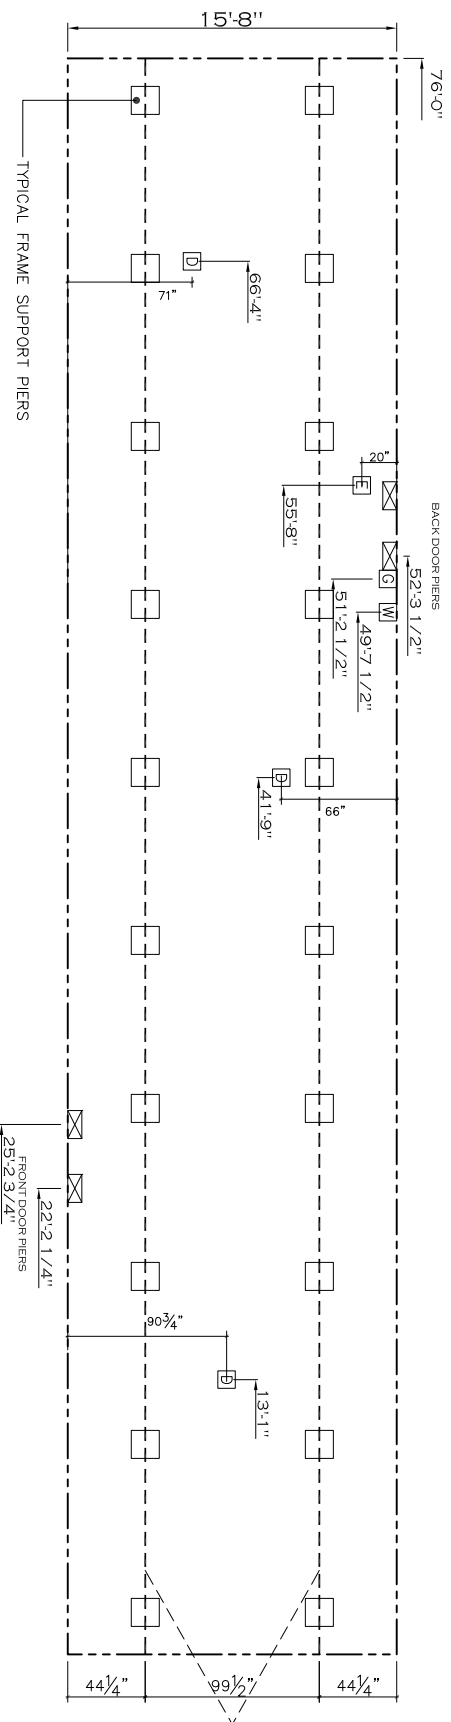 15'-8"
76'-0"
TYPICAL FRAME SUPPORT PIERS
D
66'-4"
71"
20"
E
55'-8"
BACK DOOR PIERS
52'-3 1/2"
G
51'-2 1/2"
W
49'-7 1/2"
D
41'-9"
66"
25'-2 3/4"
FRONT DOOR PIERS
22'-2 1/4"
90 3/4"
D
13'-1"
44 1/4"
99 1/2"
44 1/4"